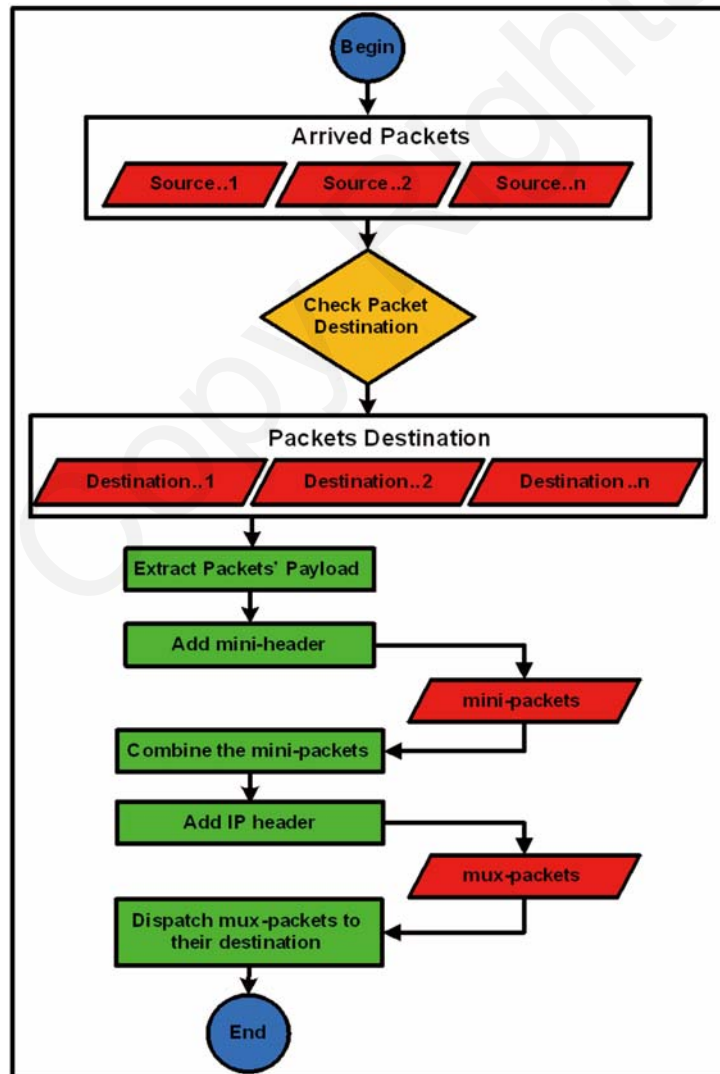 Begin
Arrived Packets
Source..1
Source..2
Source..n
Check Packet
Destination
Packets Destination
Destination..1
Destination..2
Destination ..n
Extract Packets' Payload
Add mini-header
mini-packets
Combine the mini-packets
Add IP header
mux-packets
Dispatch mux-packets to
their destination
End
Copy Right